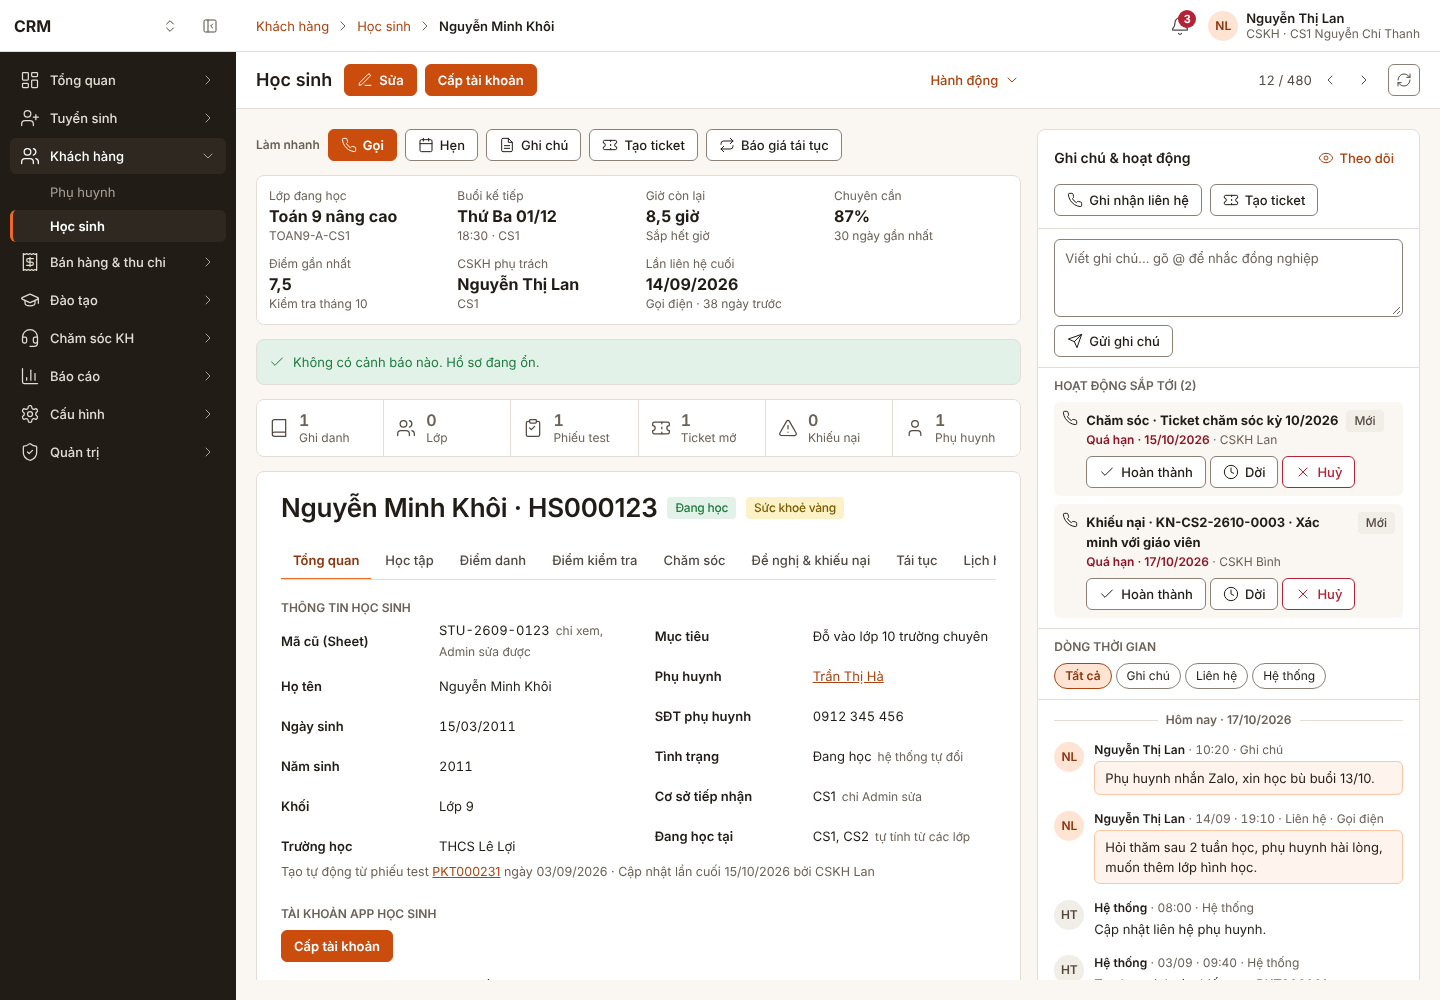 CRM
Tổng quan
Tuyển sinh
Khách hàng
Phụ huynh
Học sinh
Bán hàng & thu chi
Đào tạo
Chăm sóc KH
Báo cáo
Cấu hình
Quản trị
Khách hàng
Học sinh
Nguyễn Minh Khôi
3
NL
Nguyễn Thị Lan
CSKH · CS1 Nguyễn Chí Thanh
Học sinh
Sửa
Cấp tài khoản
Hành động
12 / 480
Làm nhanh
Gọi
Hẹn
Ghi chú
Tạo ticket
Báo giá tái tục
Lớp đang học
Toán 9 nâng cao
TOAN9-A-CS1
Buổi kế tiếp
Thứ Ba 01/12
18:30 · CS1
Giờ còn lại
8,5 giờ
Sắp hết giờ
Chuyên cần
87%
30 ngày gần nhất
Điểm gần nhất
7,5
Kiểm tra tháng 10
CSKH phụ trách
Nguyễn Thị Lan
CS1
Lần liên hệ cuối
14/09/2026
Gọi điện · 38 ngày trước
Không có cảnh báo nào. Hồ sơ đang ổn.
1
Ghi danh
0
Lớp
1
Phiếu test
1
Ticket mở
0
Khiếu nại
1
Phụ huynh
Nguyễn Minh Khôi · HS000123
Đang học
Sức khoẻ vàng
Tổng quan
Học tập
Điểm danh
Điểm kiểm tra
Chăm sóc
Đề nghị & khiếu nại
Tái tục
Lịch
THÔNG TIN HỌC SINH
Mã cũ (Sheet)
STU-2609-0123 chỉ xem,
Admin sửa được
Họ tên
Nguyễn Minh Khôi
Ngày sinh
15/03/2011
Năm sinh
2011
Khối
Lớp 9
Trường học
THCS Lê Lợi
Mục tiêu
Đỗ vào lớp 10 trường chuyên
Phụ huynh
Trần Thị Hà
SĐT phụ huynh
0912 345 456
Tình trạng
Đang học hệ thống tự đổi
Cơ sở tiếp nhận
CS1 chỉ Admin sửa
Đang học tại
CS1, CS2 tự tính từ các lớp
Tạo tự động từ phiếu test PKT000231 ngày 03/09/2026 · Cập nhật lần cuối 15/10/2026 bởi CSKH Lan
TÀI KHOẢN APP HỌC SINH
Cấp tài khoản
Ghi chú & hoạt động
Theo dõi
Ghi nhận liên hệ
Tạo ticket
Viết ghi chú... gõ @ để nhắc đồng nghiệp
Gửi ghi chú
HOẠT ĐỘNG SẮP TỚI (2)
Chăm sóc · Ticket chăm sóc kỳ 10/2026
Mới
Quá hạn · 15/10/2026 · CSKH Lan
Hoàn thành
Dời
Huỷ
Khiếu nại · KN-CS2-2610-0003 · Xác
minh với giáo viên
Mới
Quá hạn · 17/10/2026 · CSKH Bình
Hoàn thành
Dời
Huỷ
DÒNG THỜI GIAN
Tất cả
Ghi chú
Liên hệ
Hệ thống
Hôm nay · 17/10/2026
NL
Nguyễn Thị Lan · 10:20 · Ghi chú
Phụ huynh nhắn Zalo, xin học bù buổi 13/10.
NL
Nguyễn Thị Lan · 14/09 · 19:10 · Liên hệ · Gọi điện
Hỏi thăm sau 2 tuần học, phụ huynh hài lòng,
muốn thêm lớp hình học.
HT
Hệ thống · 08:00 · Hệ thống
Cập nhật liên hệ phụ huynh.
HT
Hệ thống · 03/09 · 09:40 · Hệ thống